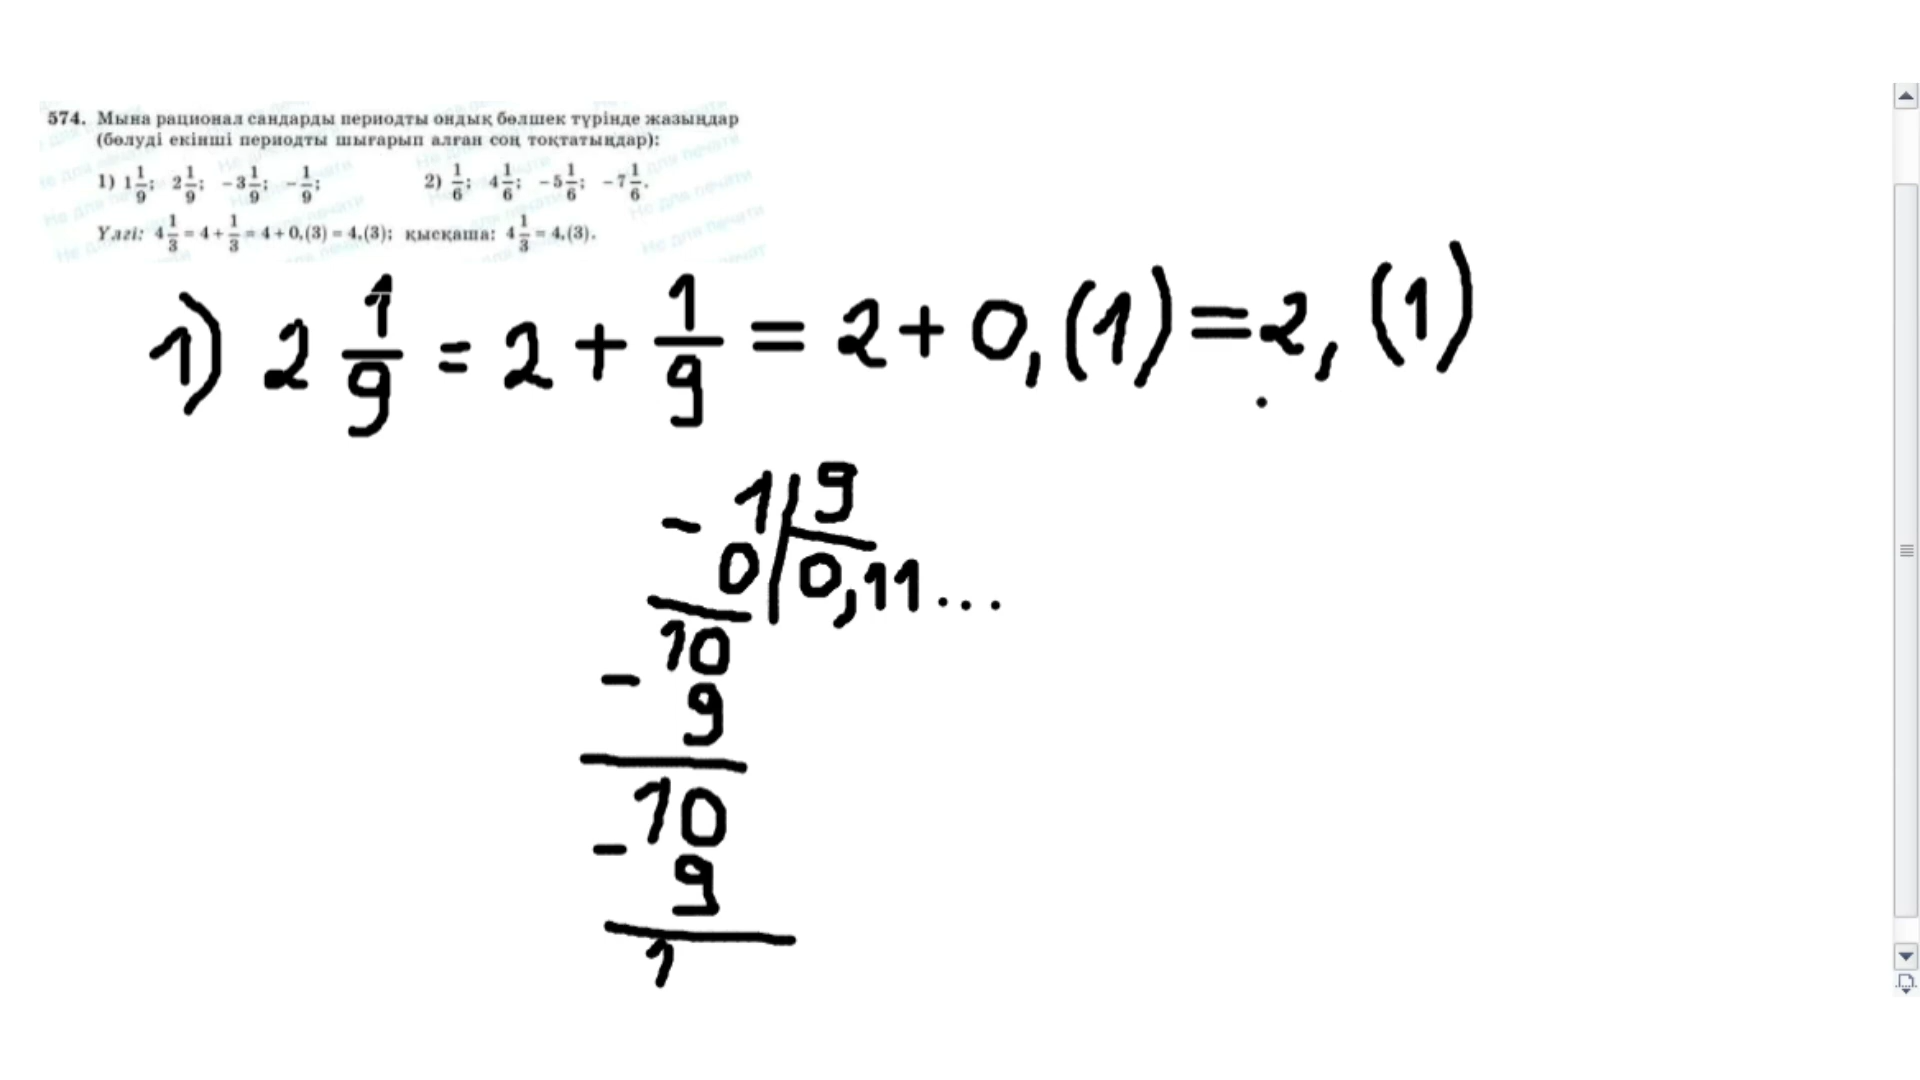 574. Мына рационал сандарды периодты ондық бөлшек түрінде жазыңдар
(бөлуді екінші периодты шығарып алған соң тоқтатыңдар):
1) 1 1/9; 2 1/9; -3 1/9; -1/9; 2) 1/6; 4 1/6; -5 1/6; -7 1/6.
Үлгі: 4 1/3 = 4 + 1/3 = 4 + 0,(3) = 4,(3); қысқаша: 4 1/3 = 4,(3).
1) 2 1/9 = 2 + 1/9 = 2 + 0,(1) = 2,(1)
- 1 | 9
0 | 0,11...
10
- 9
10
- 9
1